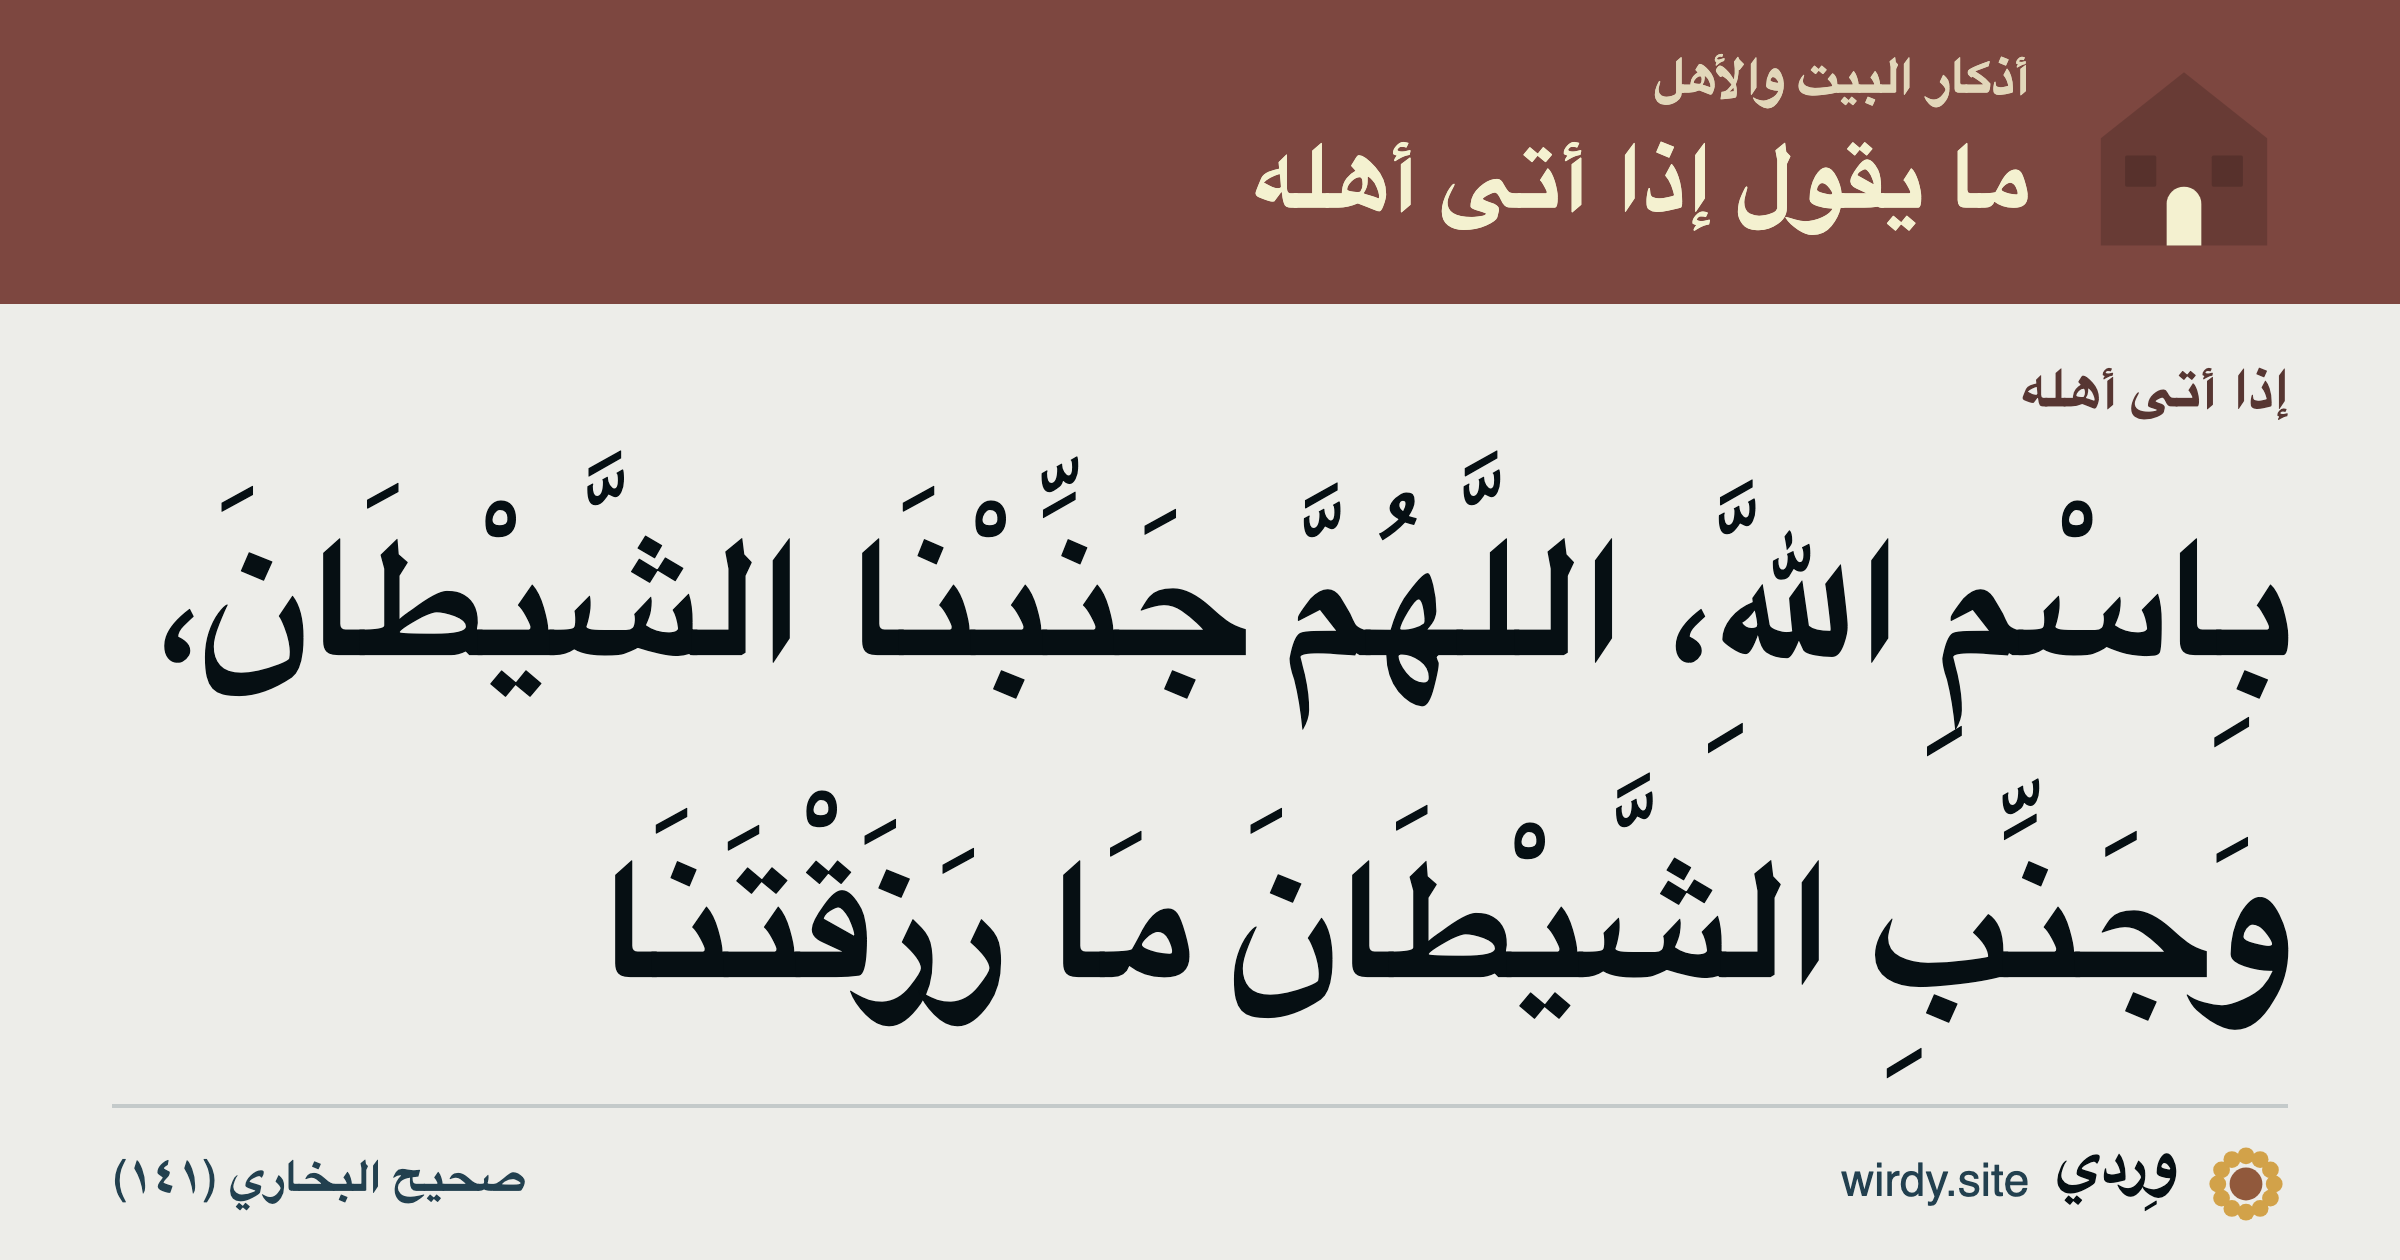 أذكار البيت والأهل
ما يقول إذا أتى أهله
إذا أتى أهله
بِاسْمِ اللَّهِ، اللَّهُمَّ جَنِّبْنَا الشَّيْطَانَ،
وَجَنِّبِ الشَّيْطَانَ مَا رَزَقْتَنَا
وِردي wirdy.site
صحيح البخاري (١٤١)